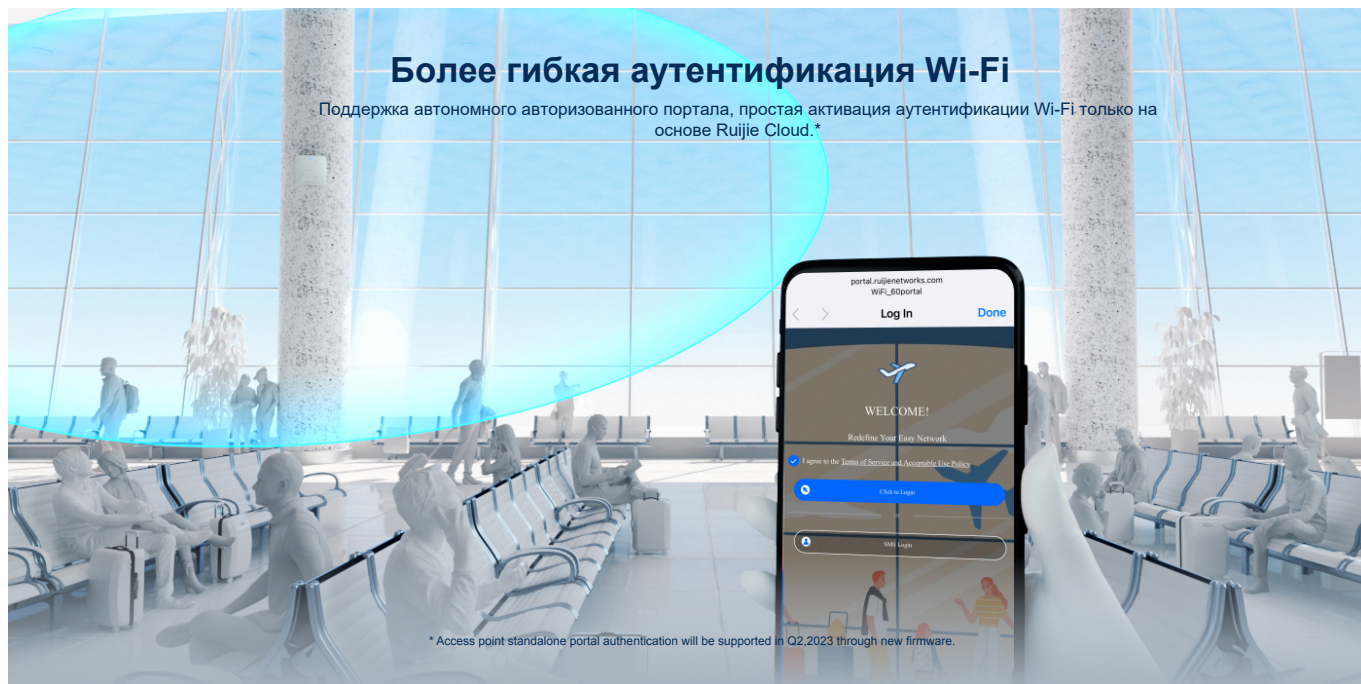 Более гибкая аутентификация Wi-Fi
Поддержка автономного авторизованного портала, простая активация аутентификации Wi-Fi только на
основе Ruijie Cloud.*
portal.ruijienetworks.com
WiFi_60portal
Log In
Done
WELCOME!
Redefine Your Easy Network
I agree to the Terms of Service and Acceptable Use Policy
Click to Login
SMS Login
* Access point standalone portal authentication will be supported in Q2,2023 through new firmware.